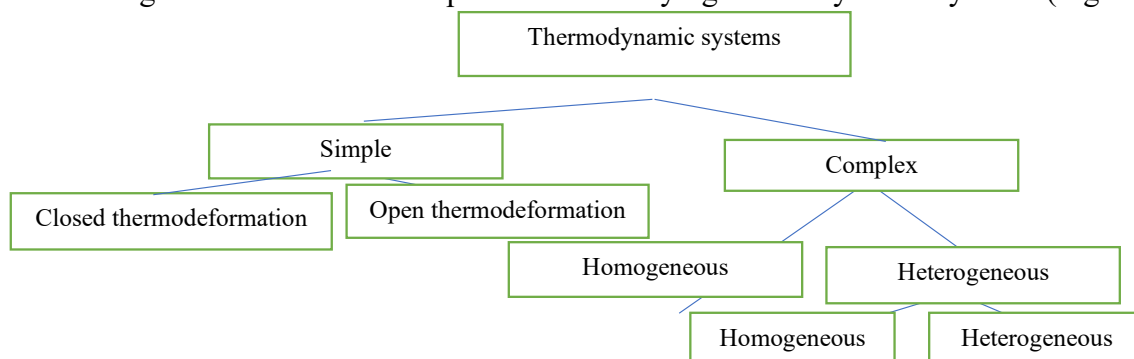 Thermodynamic systems
Simple
Complex
Closed thermodeformation
Open thermodeformation
Homogeneous
Heterogeneous
Homogeneous
Heterogeneous